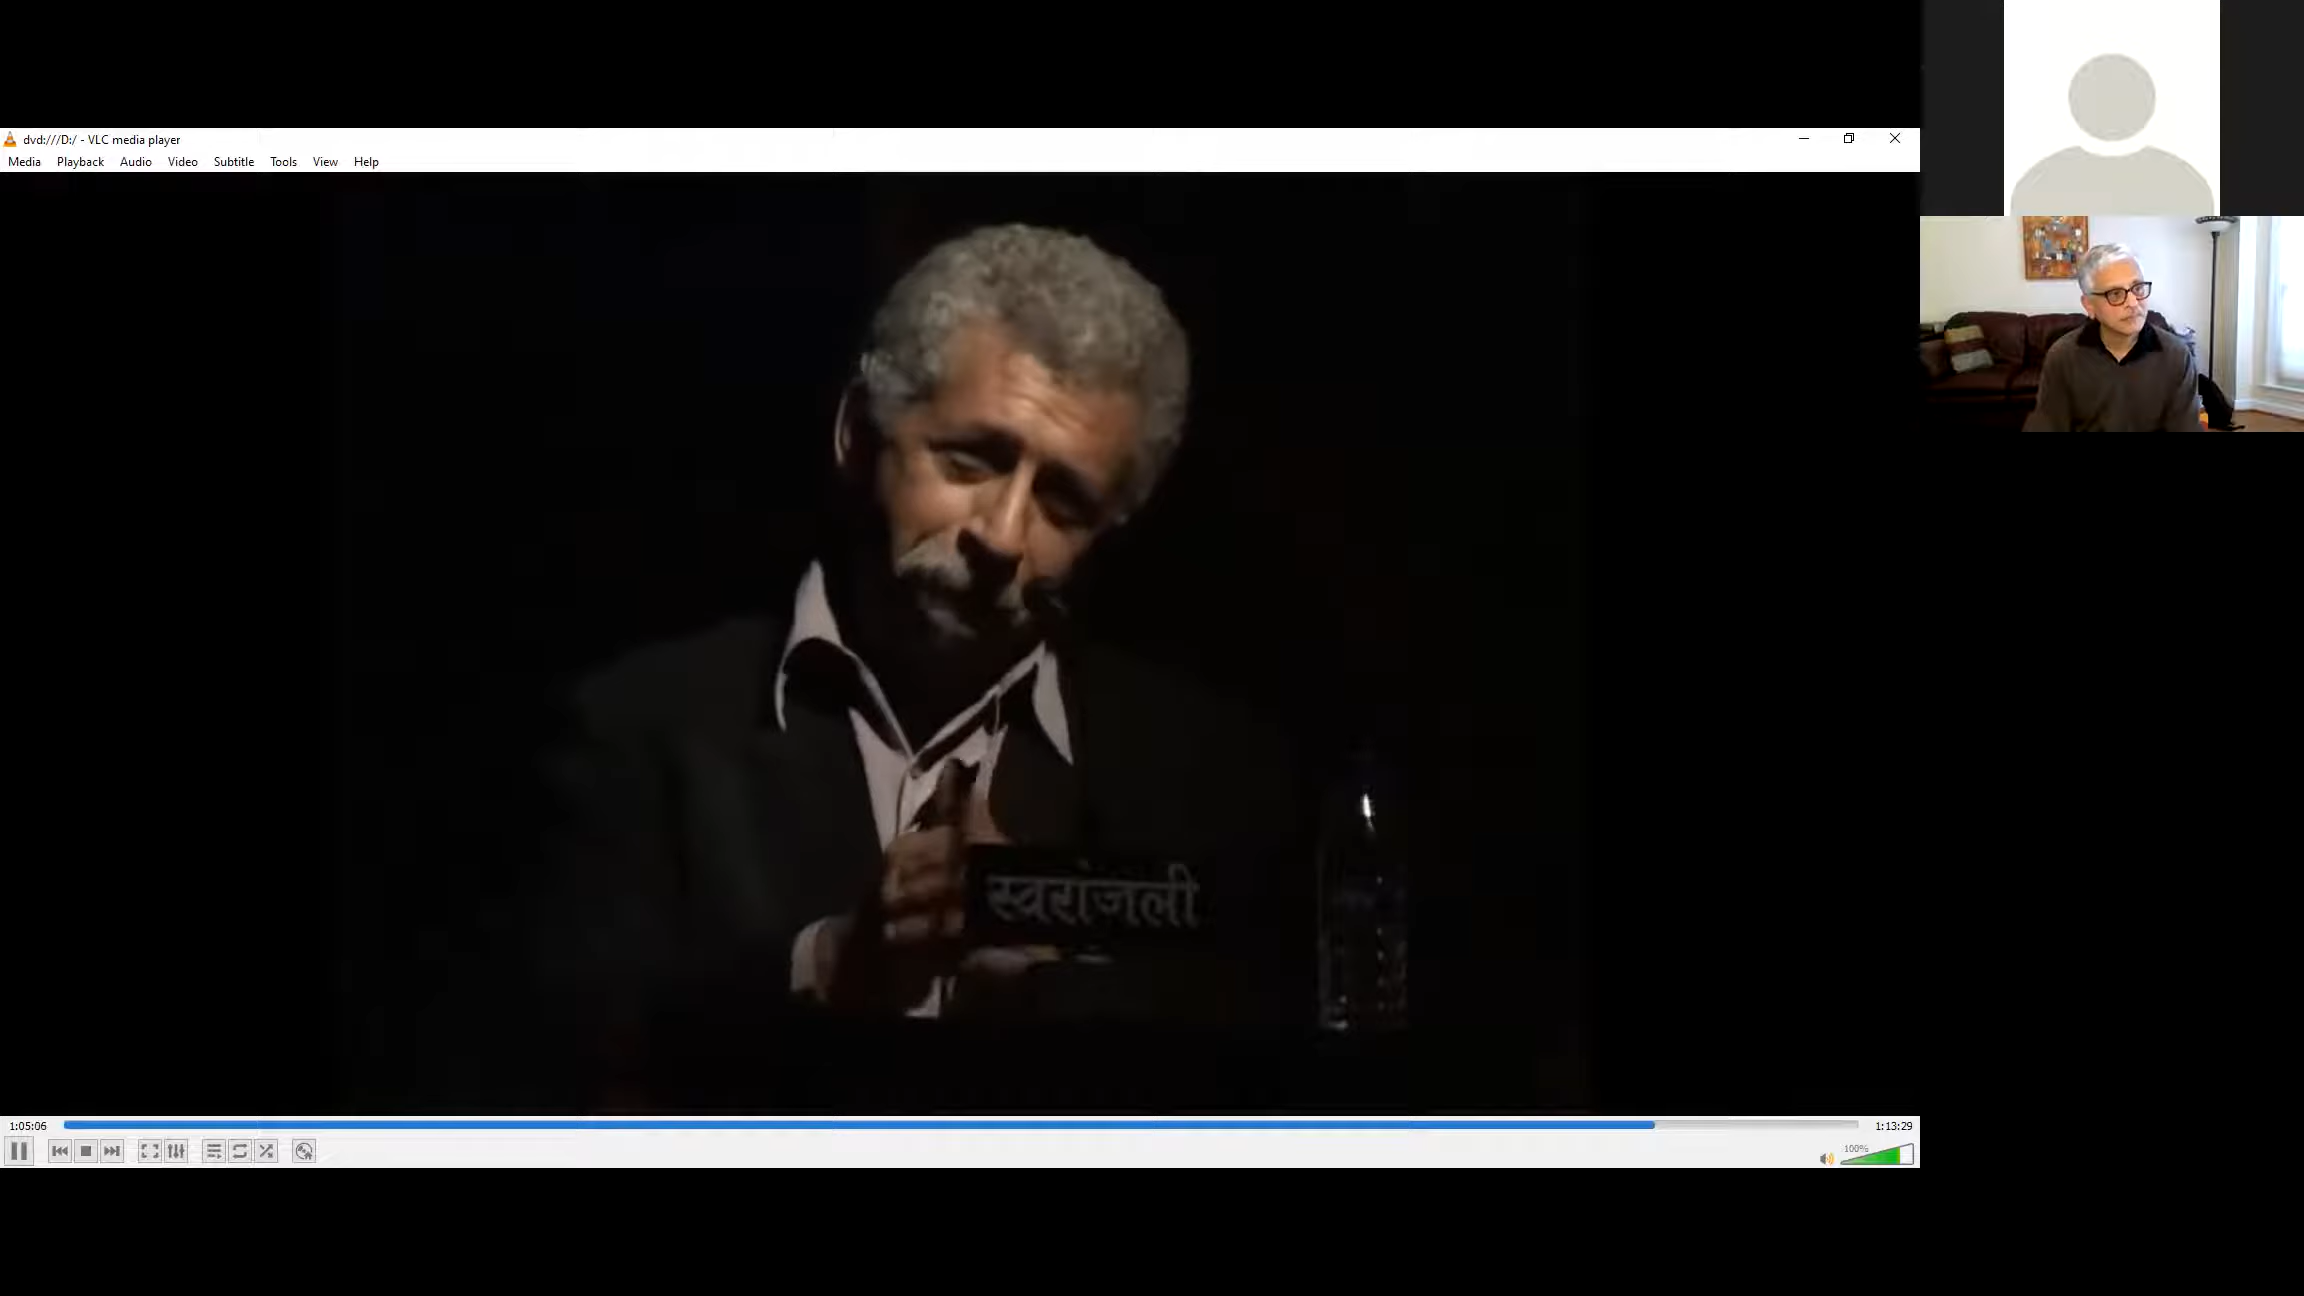 dvd:///D:/ - VLC media player
Media Playback Audio Video Subtitle Tools View Help
स्वरांजली
1:05:06
1:13:29
100%